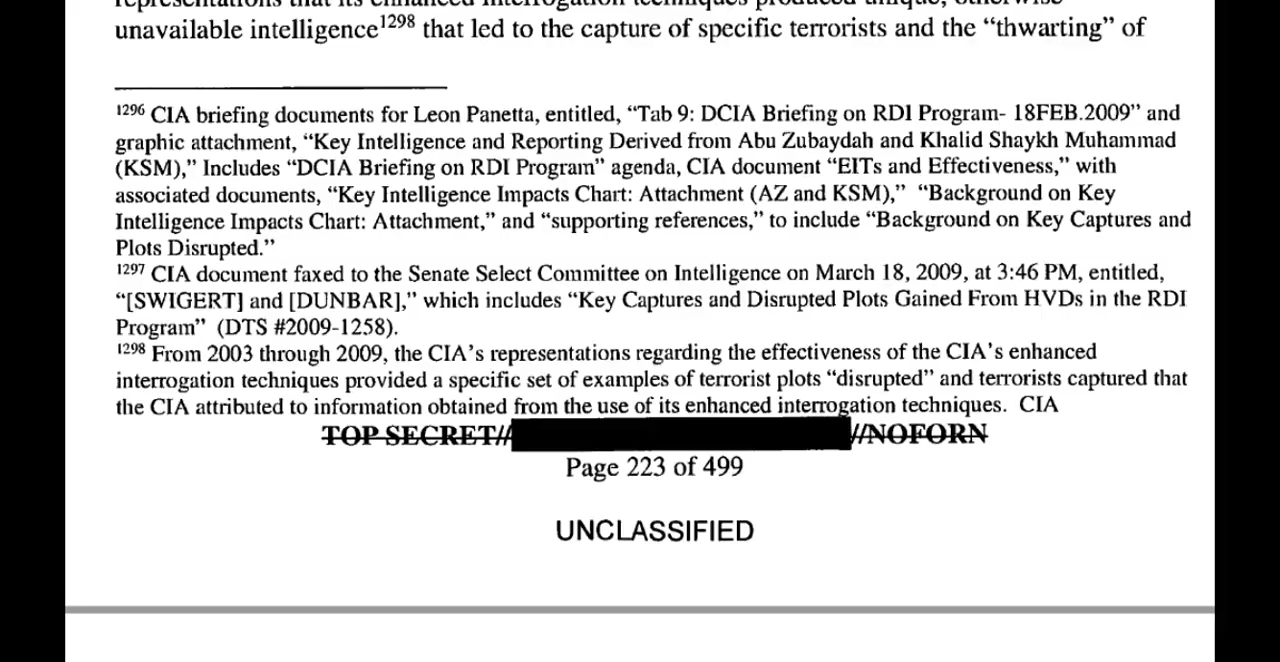 representations that its enhanced interrogation techniques produced unique, otherwise
unavailable intelligence1298 that led to the capture of specific terrorists and the “thwarting” of
1296 CIA briefing documents for Leon Panetta, entitled, “Tab 9: DCIA Briefing on RDI Program- 18FEB.2009” and
graphic attachment, “Key Intelligence and Reporting Derived from Abu Zubaydah and Khalid Shaykh Muhammad
(KSM),” Includes “DCIA Briefing on RDI Program” agenda, CIA document “EITs and Effectiveness,” with
associated documents, “Key Intelligence Impacts Chart: Attachment (AZ and KSM),” “Background on Key
Intelligence Impacts Chart: Attachment,” and “supporting references,” to include “Background on Key Captures and
Plots Disrupted.”
1297 CIA document faxed to the Senate Select Committee on Intelligence on March 18, 2009, at 3:46 PM, entitled,
“[SWIGERT] and [DUNBAR],” which includes “Key Captures and Disrupted Plots Gained From HVDs in the RDI
Program” (DTS #2009-1258).
1298 From 2003 through 2009, the CIA’s representations regarding the effectiveness of the CIA’s enhanced
interrogation techniques provided a specific set of examples of terrorist plots “disrupted” and terrorists captured that
the CIA attributed to information obtained from the use of its enhanced interrogation techniques. CIA
TOP SECRET// //NOFORN
Page 223 of 499
UNCLASSIFIED